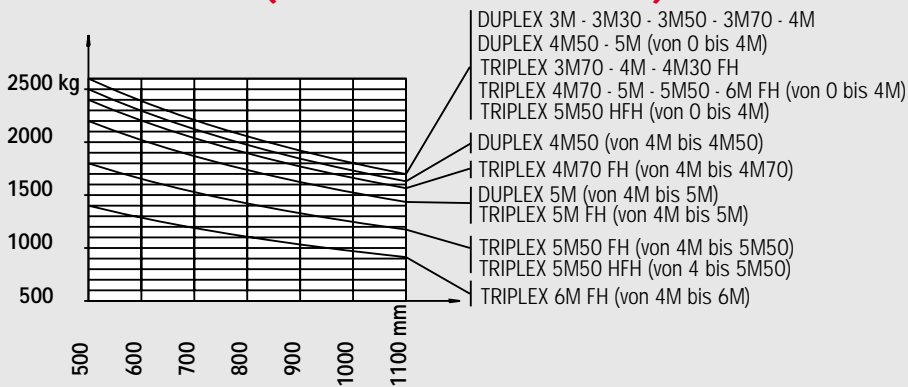 DUPLEX 3M - 3M30 - 3M50 - 3M70 - 4M
DUPLEX 4M50 - 5M (von 0 bis 4M)
TRIPLEX 3M70 - 4M - 4M30 FH
TRIPLEX 4M70 - 5M - 5M50 - 6M FH (von 0 bis 4M)
TRIPLEX 5M50 HFH (von 0 bis 4M)
DUPLEX 4M50 (von 4M bis 4M50)
TRIPLEX 4M70 FH (von 4M bis 4M70)
DUPLEX 5M (von 4M bis 5M)
TRIPLEX 5M FH (von 4M bis 5M)
TRIPLEX 5M50 FH (von 4M bis 5M50)
TRIPLEX 5M50 HFH (von 4 bis 5M50)
TRIPLEX 6M FH (von 4M bis 6M)
2500 kg
2000
1500
1000
500
500
600
700
800
900
1000
1100 mm